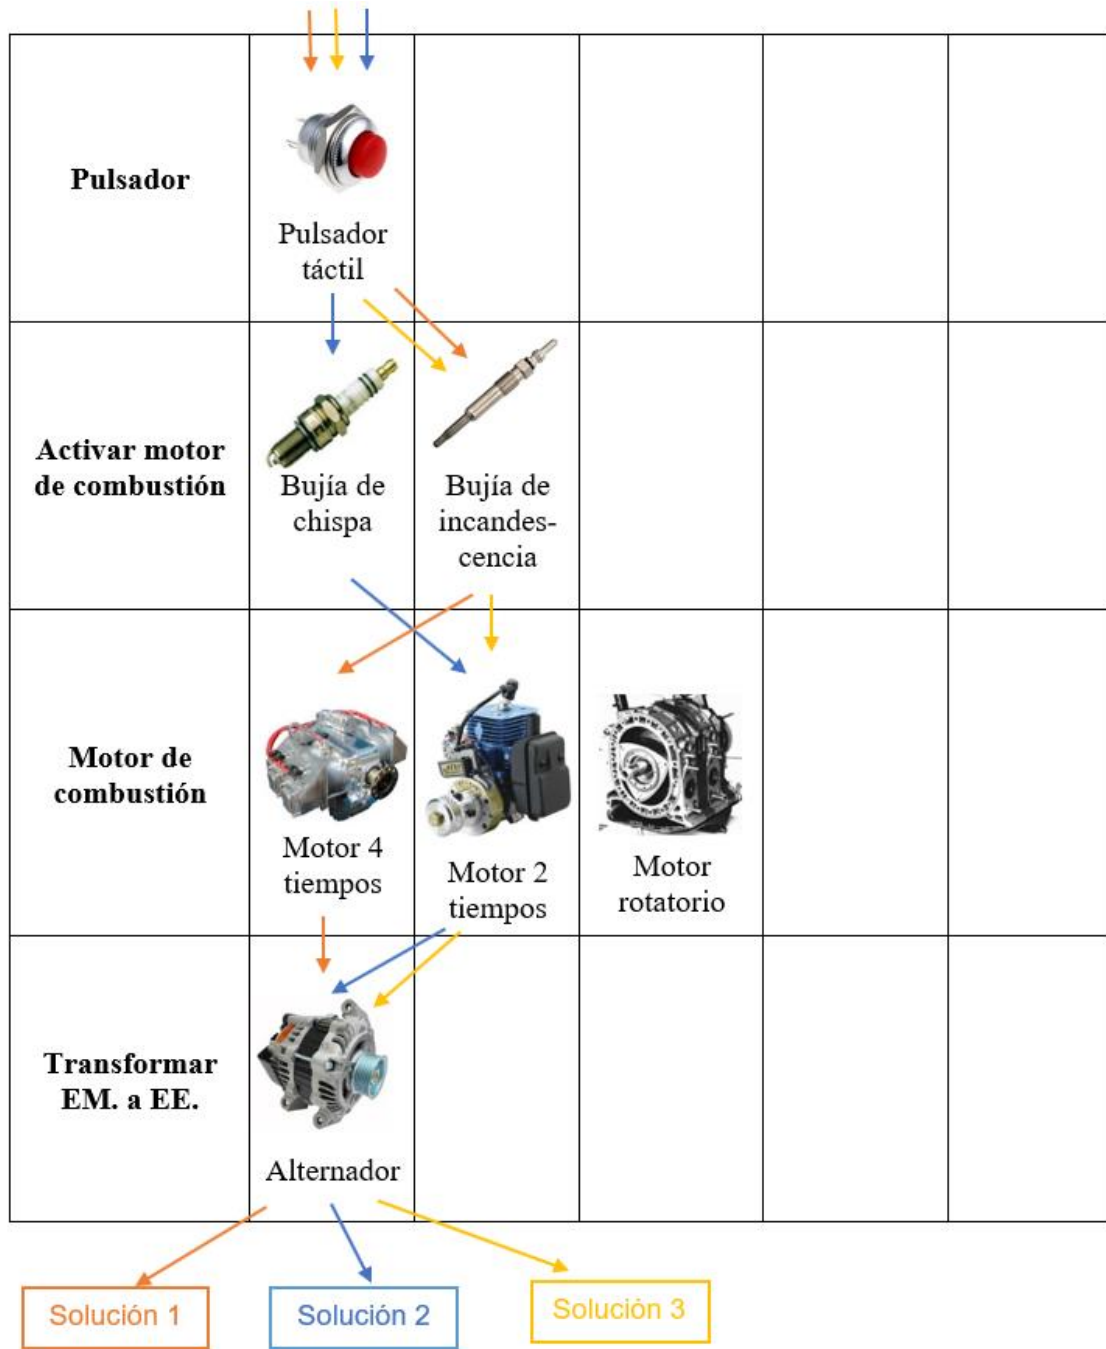 Pulsador
Pulsador
táctil
Activar motor
de combustión
Bujía de
chispa
Bujía de
incandes-
cencia
Motor de
combustión
Motor 4
tiempos
Motor 2
tiempos
Motor
rotatorio
Transformar
EM. a EE.
Alternador
Solución 1
Solución 2
Solución 3